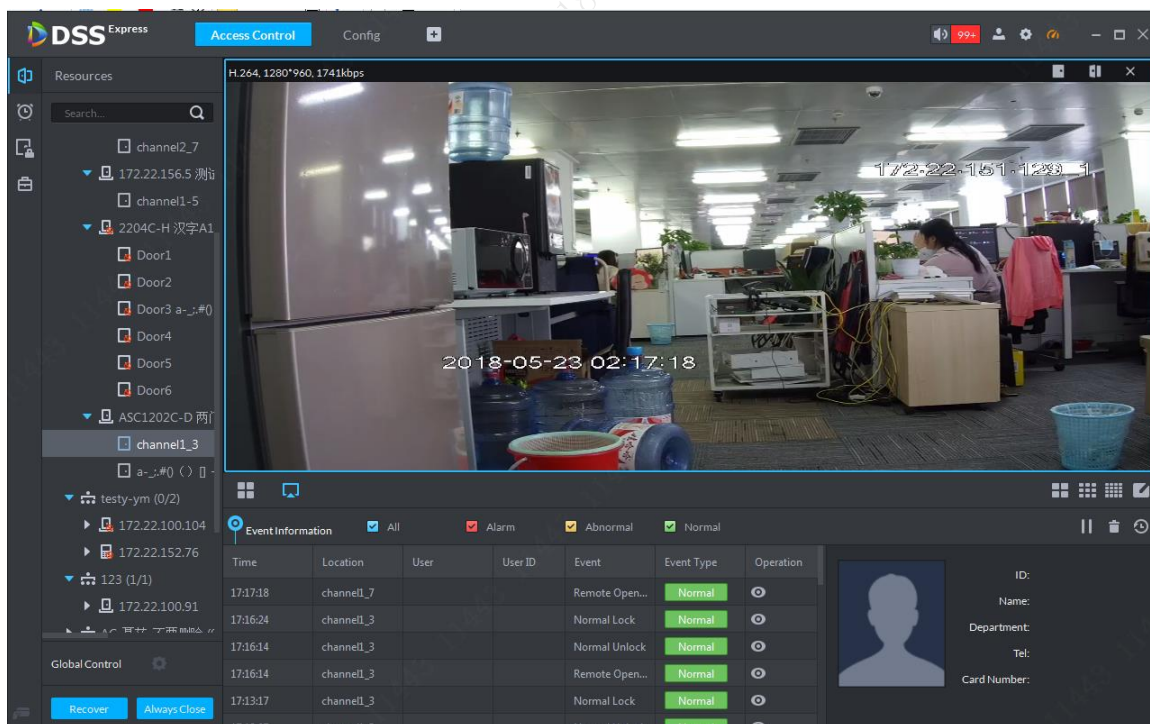 DSS Express
Access Control
Config
99+
Resources
H.264, 1280*960, 1741kbps
Search...
channel2_7
172.22.156.5 测试
channel1-5
2204C-H 汉字A1
Door1
Door2
Door3 a-_;.#()
Door4
Door5
Door6
ASC1202C-D 两门
channel1_3
a-_;.#()（）[] -
testy-ym (0/2)
172.22.100.104
172.22.152.76
123 (1/1)
172.22.100.91
Global Control
Recover
Always Close
172.22.151.129_1
2018-05-23 02:17:18
Event Information
All
Alarm
Abnormal
Normal
Time Location User User ID Event Event Type Operation
17:17:18 channel1_7 Remote Open... Normal
17:16:24 channel1_3 Normal Lock Normal
17:16:14 channel1_3 Normal Unlock Normal
17:16:14 channel1_3 Remote Open... Normal
17:13:17 channel1_3 Normal Lock Normal
ID:
Name:
Department:
Tel:
Card Number: